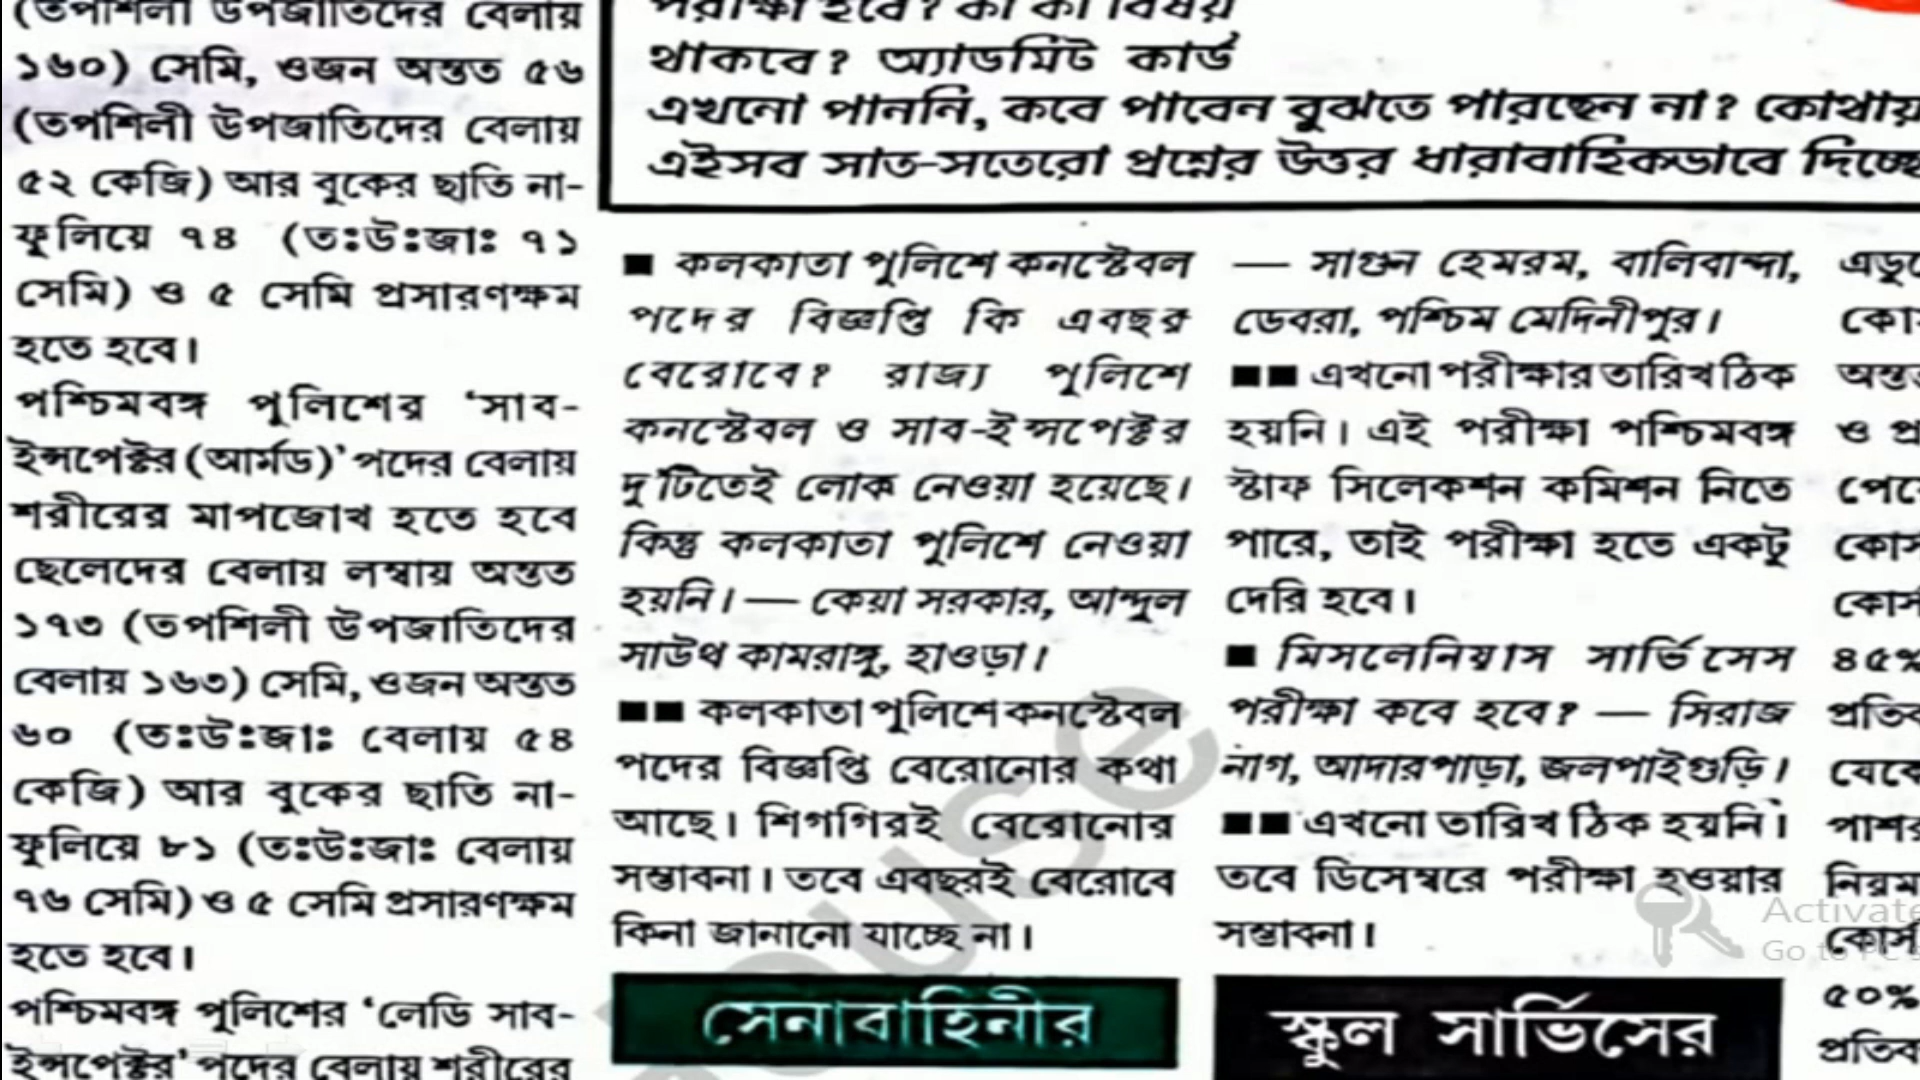 (তপশিলী উপজাতিদের বেলায়
১৬০) সেমি, ওজন অন্তত ৫৬
(তপশিলী উপজাতিদের বেলায়
৫২ কেজি) আর বুকের ছাতি না-
ফুলিয়ে ৭৪ (তঃউঃজাঃ ৭১
সেমি) ও ৫ সেমি প্রসারণক্ষম
হতে হবে।
পশ্চিমবঙ্গ পুলিশের ‘সাব-
ইন্সপেক্টর (আর্মড)’ পদের বেলায়
শরীরের মাপজোখ হতে হবে
ছেলেদের বেলায় লম্বায় অন্তত
১৭৩ (তপশিলী উপজাতিদের
বেলায় ১৬৩) সেমি, ওজন অন্তত
৬০ (তঃউঃজাঃ বেলায় ৫৪
কেজি) আর বুকের ছাতি না-
ফুলিয়ে ৮১ (তঃউঃজাঃ বেলায়
৭৬ সেমি) ও ৫ সেমি প্রসারণক্ষম
হতে হবে।
পশ্চিমবঙ্গ পুলিশের ‘লেডি সাব-
ইন্সপেক্টর’ পদের বেলায় শরীরের
পরীক্ষা হবে? কী কী বিষয়
থাকবে? অ্যাডমিট কার্ড
এখনো পাননি, কবে পাবেন বুঝতে পারছেন না? কোথায়
এইসব সাত-সতেরো প্রশ্নের উত্তর ধারাবাহিকভাবে দিচ্ছে
■ কলকাতা পুলিশে কনস্টেবল
পদের বিজ্ঞপ্তি কি এবছর
বেরোবে? রাজ্য পুলিশে
কনস্টেবল ও সাব-ইন্সপেক্টর
দু’টিতেই লোক নেওয়া হয়েছে।
কিন্তু কলকাতা পুলিশে নেওয়া
হয়নি। — কেয়া সরকার, আন্দুল
সাউথ কামরাঙ্গু, হাওড়া।
■■ কলকাতা পুলিশে কনস্টেবল
পদের বিজ্ঞপ্তি বেরোনোর কথা
আছে। শিগগিরই বেরোনোর
সম্ভাবনা। তবে এবছরই বেরোবে
কিনা জানানো যাচ্ছে না।
সেনাবাহিনীর
— সাগুন হেমরম, বালিবান্দা,
ডেবরা, পশ্চিম মেদিনীপুর।
■■ এখনো পরীক্ষার তারিখ ঠিক
হয়নি। এই পরীক্ষা পশ্চিমবঙ্গ
স্টাফ সিলেকশন কমিশন নিতে
পারে, তাই পরীক্ষা হতে একটু
দেরি হবে।
■ মিসলেনিয়াস সার্ভিসেস
পরীক্ষা কবে হবে? — সিরাজ
নাগ, আদারপাড়া, জলপাইগুড়ি।
■■ এখনো তারিখ ঠিক হয়নি।
তবে ডিসেম্বরে পরীক্ষা হওয়ার
সম্ভাবনা।
স্কুল সার্ভিসের
ও
৪৫%
৫০%
Activate
Go to PC